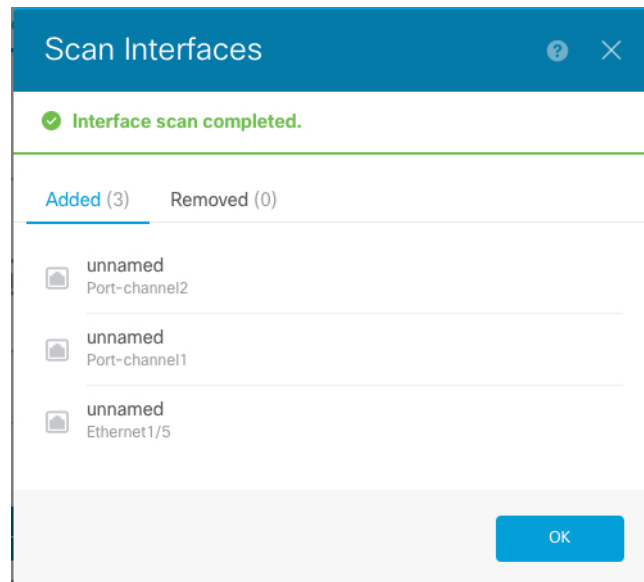 Scan Interfaces
Interface scan completed.
Added (3) Removed (0)
unnamed
Port-channel2
unnamed
Port-channel1
unnamed
Ethernet1/5
OK